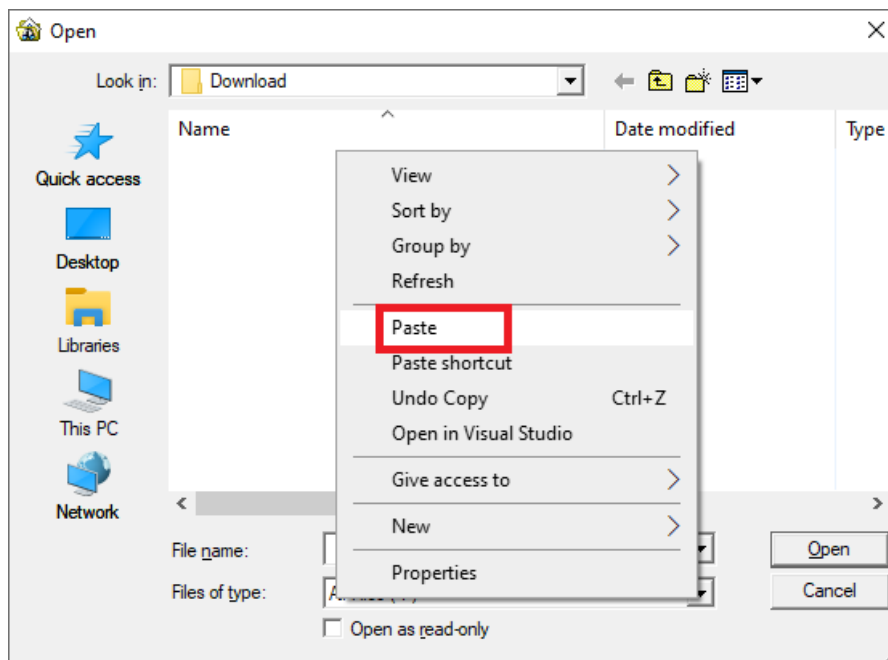 Open
Look in: Download
Name Date modified Type
Quick access
Desktop
Libraries
This PC
Network
View
Sort by
Group by
Refresh
Paste
Paste shortcut
Undo Copy Ctrl+Z
Open in Visual Studio
Give access to
New
Properties
File name:
Open
Files of type:
Cancel
Open as read-only